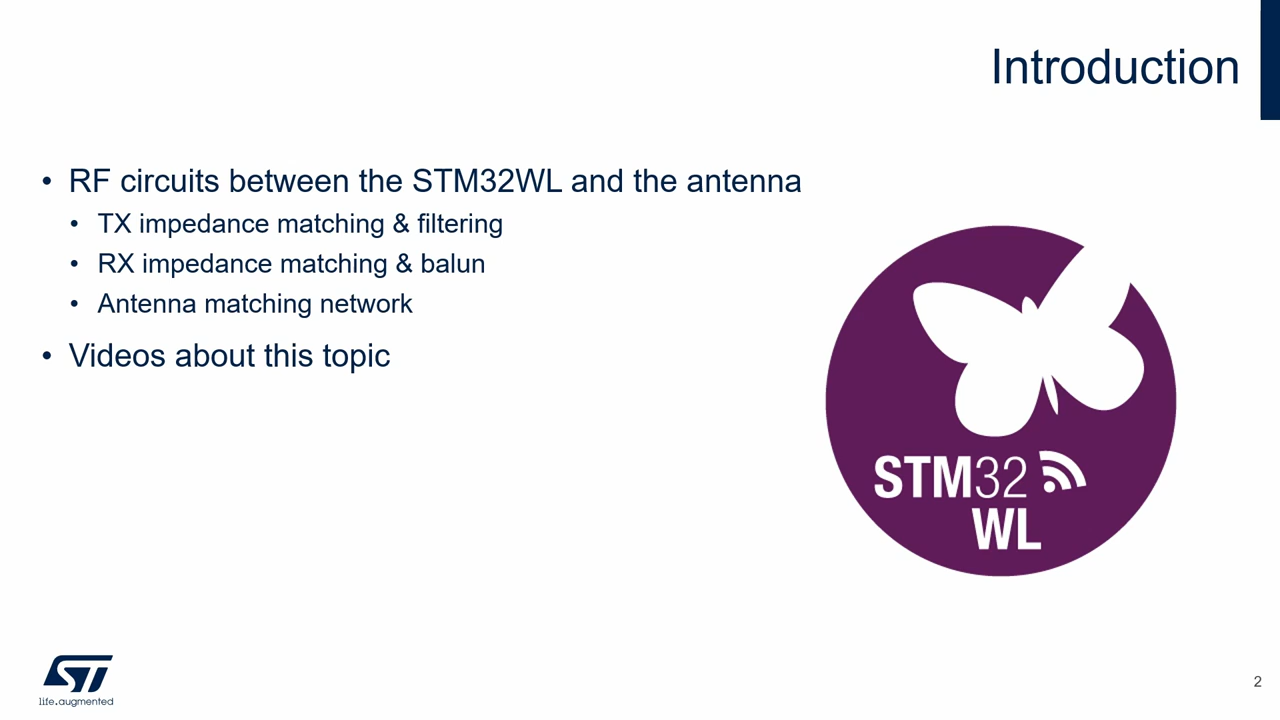 Introduction
• RF circuits between the STM32WL and the antenna
• TX impedance matching & filtering
• RX impedance matching & balun
• Antenna matching network
• Videos about this topic
STM32
WL
ST
life.augmented
2